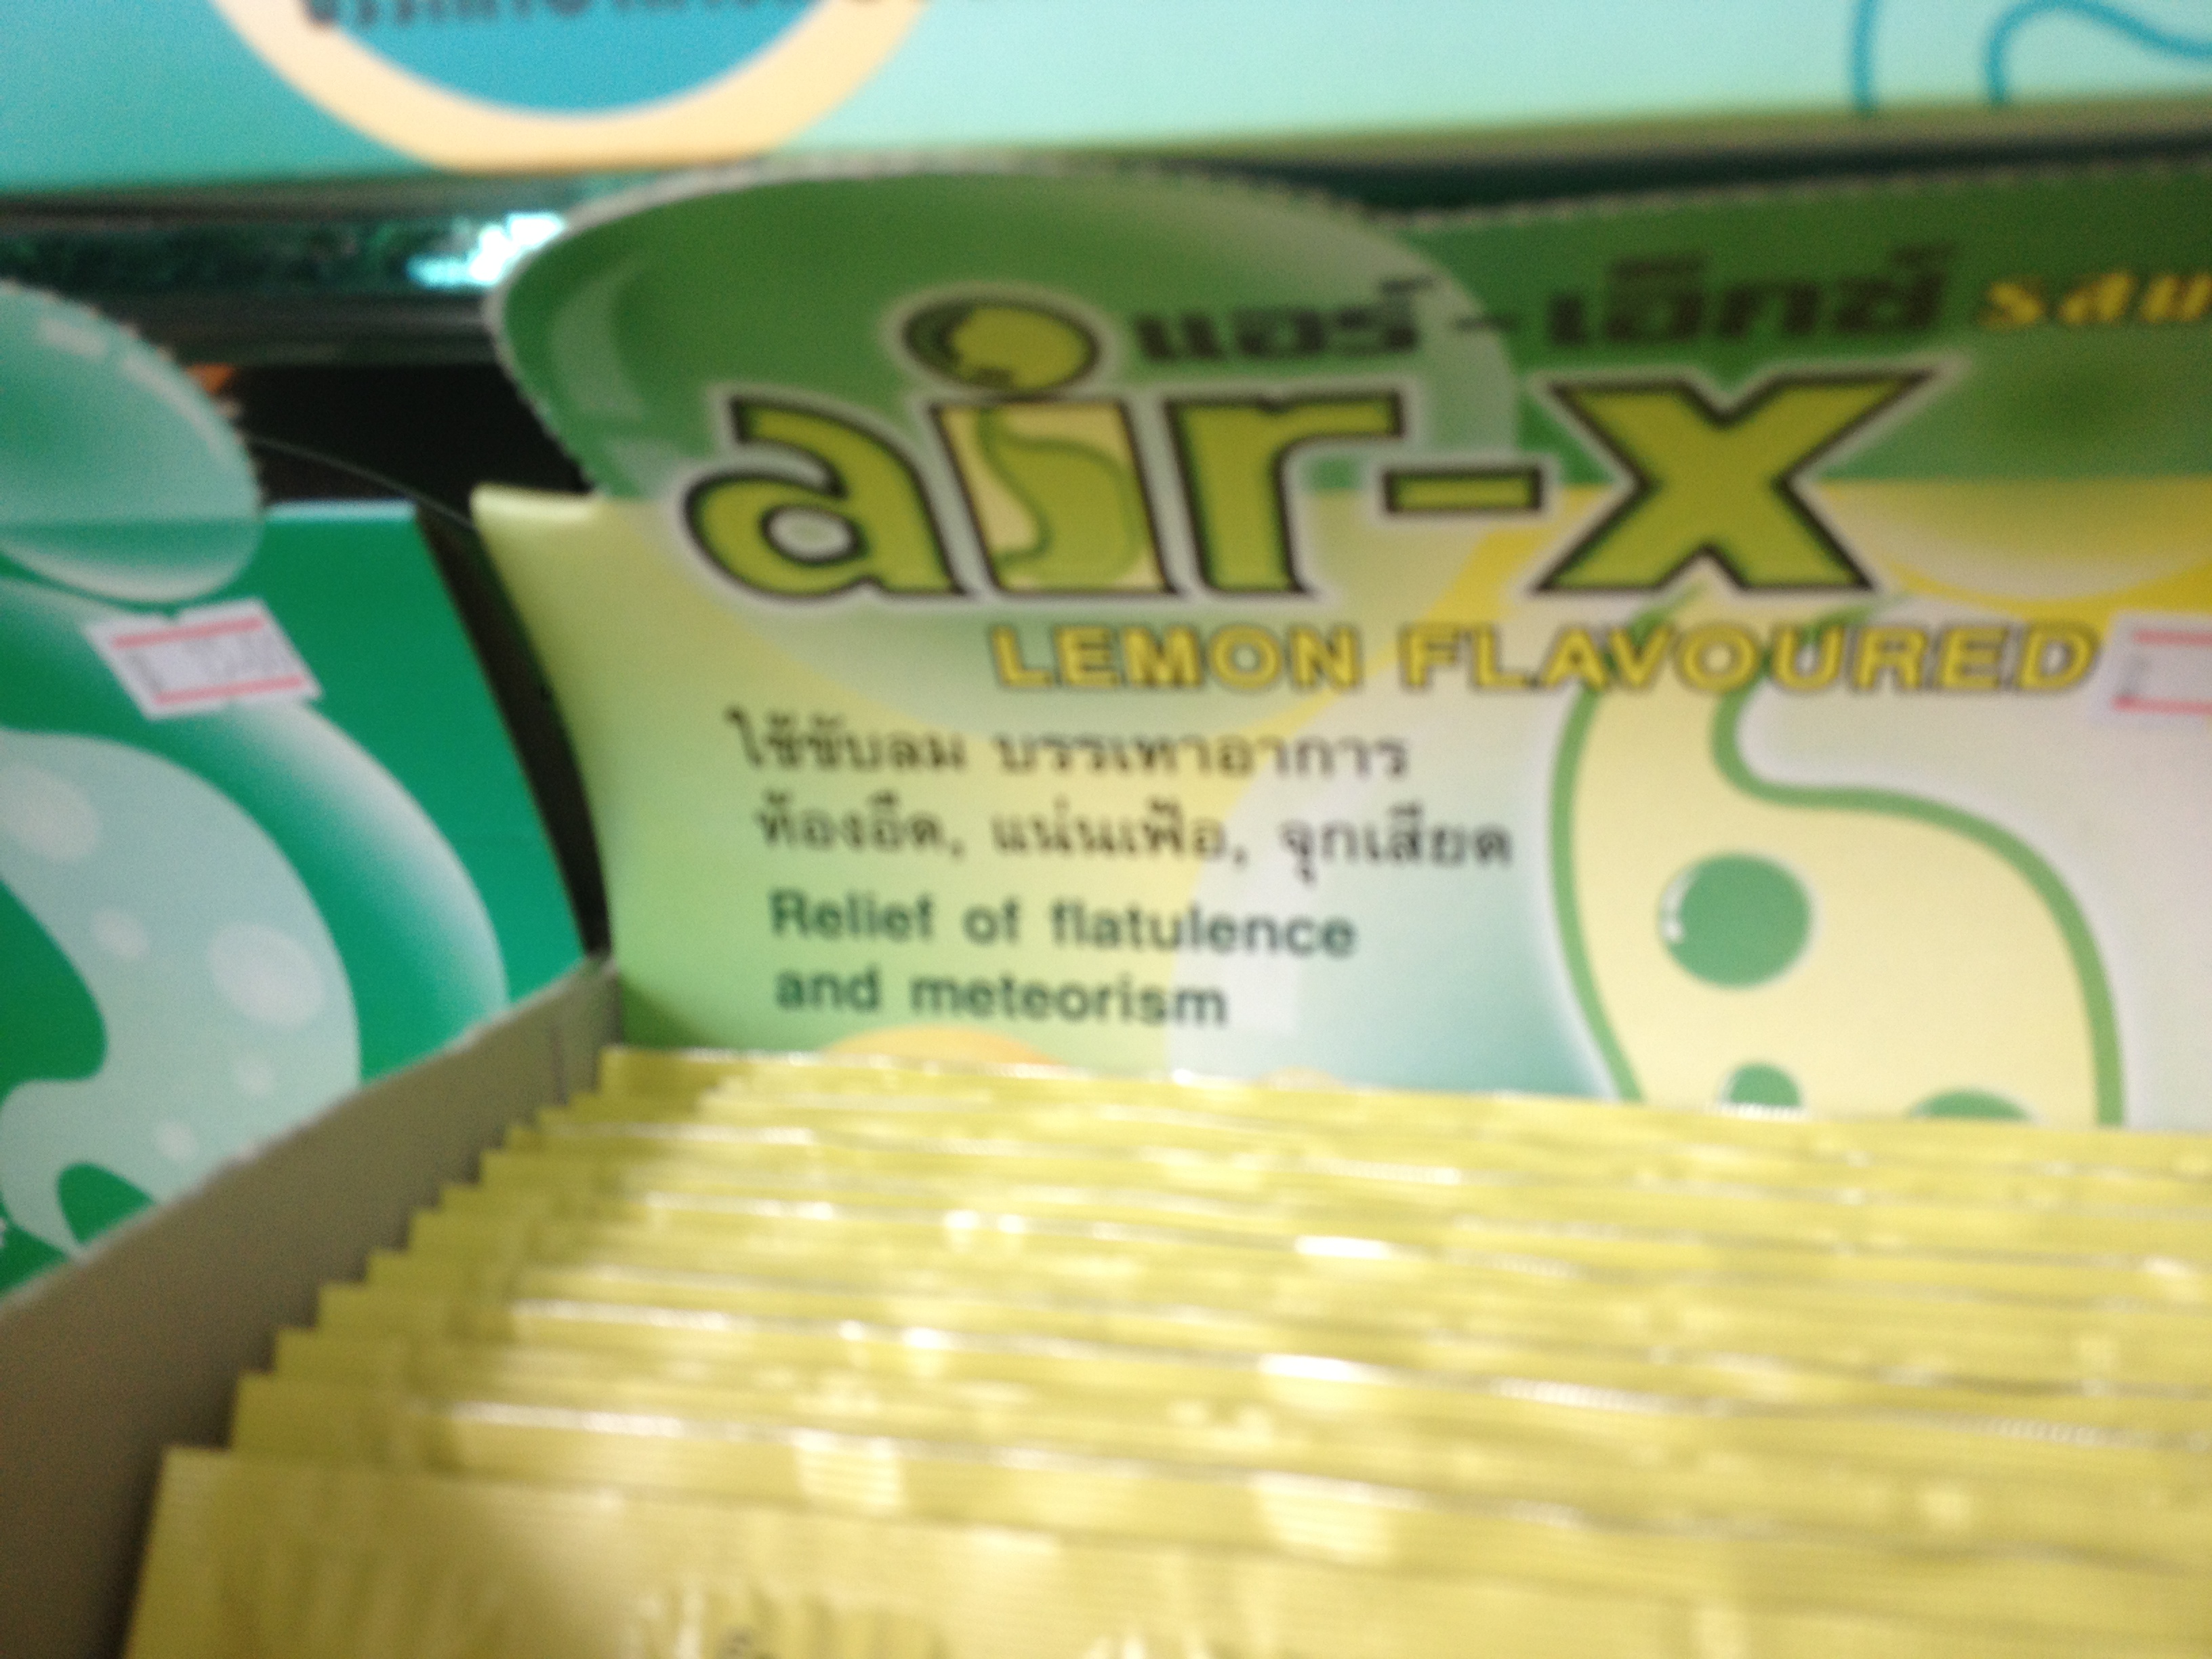 แอร์-เอ็กซ์ รส
air-x
LEMON FLAVOURED
ใช้ขับลม บรรเทาอาการ
ท้องอืด, แน่นเฟ้อ, จุกเสียด
Relief of flatulence
and meteorism